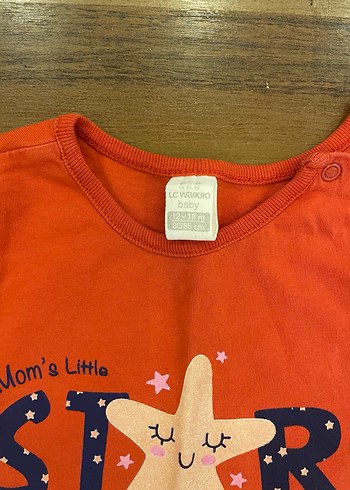 LC WAIKIKI
baby
12 - 18 m
80/86 cm
Mom's Little
ST★R